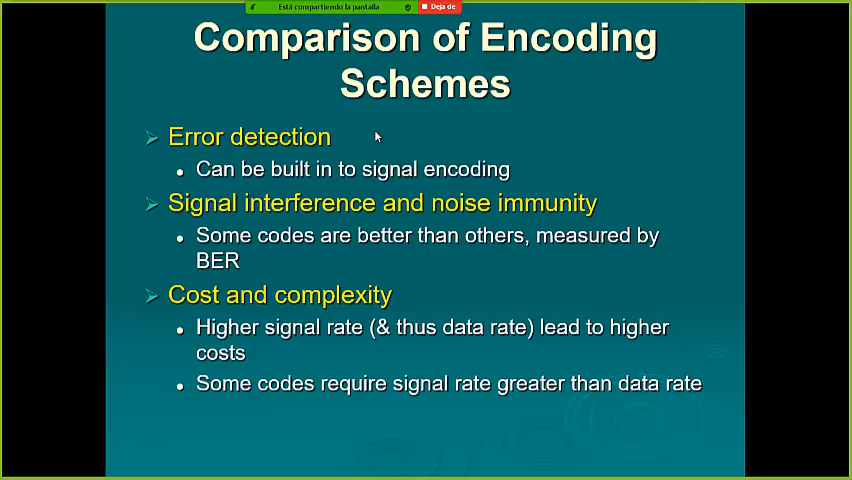 Está compartiendo la pantalla
Deja de
Comparison of Encoding
Schemes
Error detection
Can be built in to signal encoding
Signal interference and noise immunity
Some codes are better than others, measured by
BER
Cost and complexity
Higher signal rate (& thus data rate) lead to higher
costs
Some codes require signal rate greater than data rate